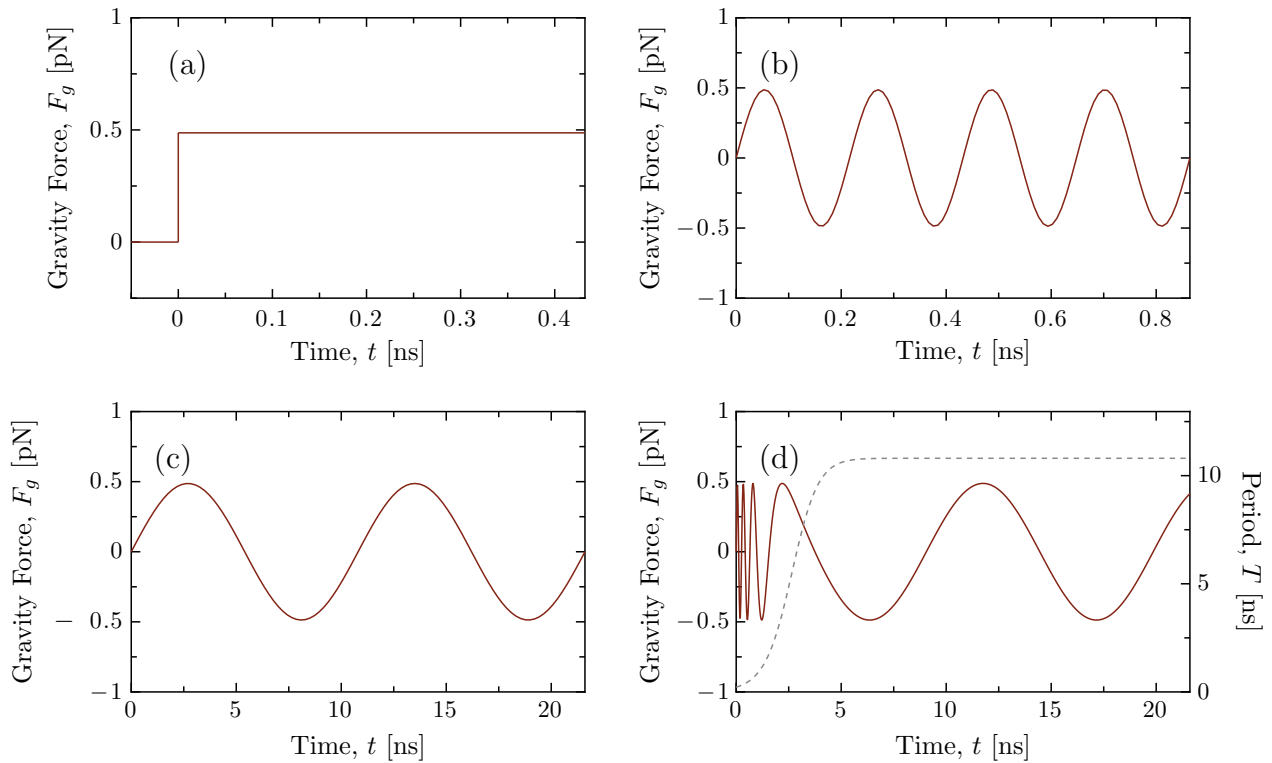 (a)
Gravity Force, F_g [pN]
1
0.5
0
0 0.1 0.2 0.3 0.4
Time, t [ns]
(b)
Gravity Force, F_g [pN]
1
0.5
0
−0.5
−1
0 0.2 0.4 0.6 0.8
Time, t [ns]
(c)
Gravity Force, F_g [pN]
1
0.5
0
− 0.5
−1
0 5 10 15 20
Time, t [ns]
(d)
Gravity Force, F_g [pN]
1
0.5
0
−0.5
−1
0 5 10 15 20
Time, t [ns]
10
5
0
Period, T [ns]